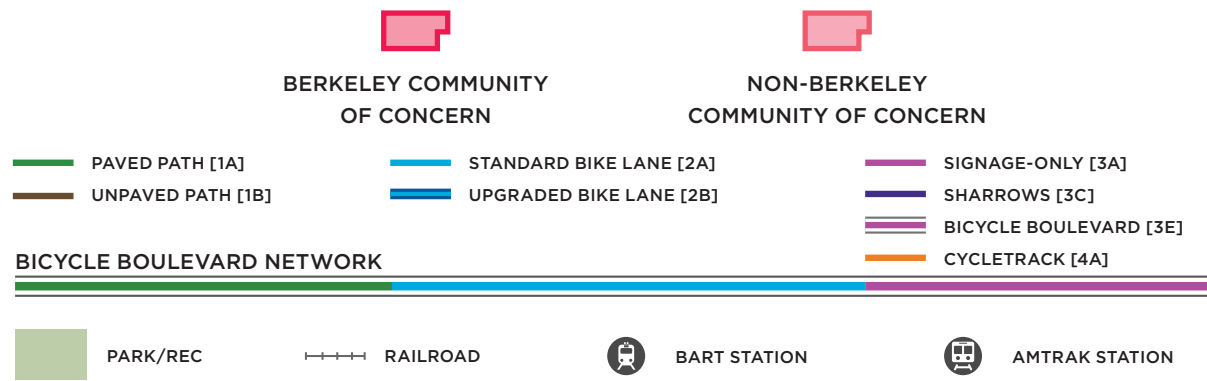 BERKELEY COMMUNITY
OF CONCERN
NON-BERKELEY
COMMUNITY OF CONCERN
PAVED PATH [1A]
UNPAVED PATH [1B]
STANDARD BIKE LANE [2A]
UPGRADED BIKE LANE [2B]
SIGNAGE-ONLY [3A]
SHARROWS [3C]
BICYCLE BOULEVARD [3E]
CYCLETRACK [4A]
BICYCLE BOULEVARD NETWORK
PARK/REC
RAILROAD
BART STATION
AMTRAK STATION